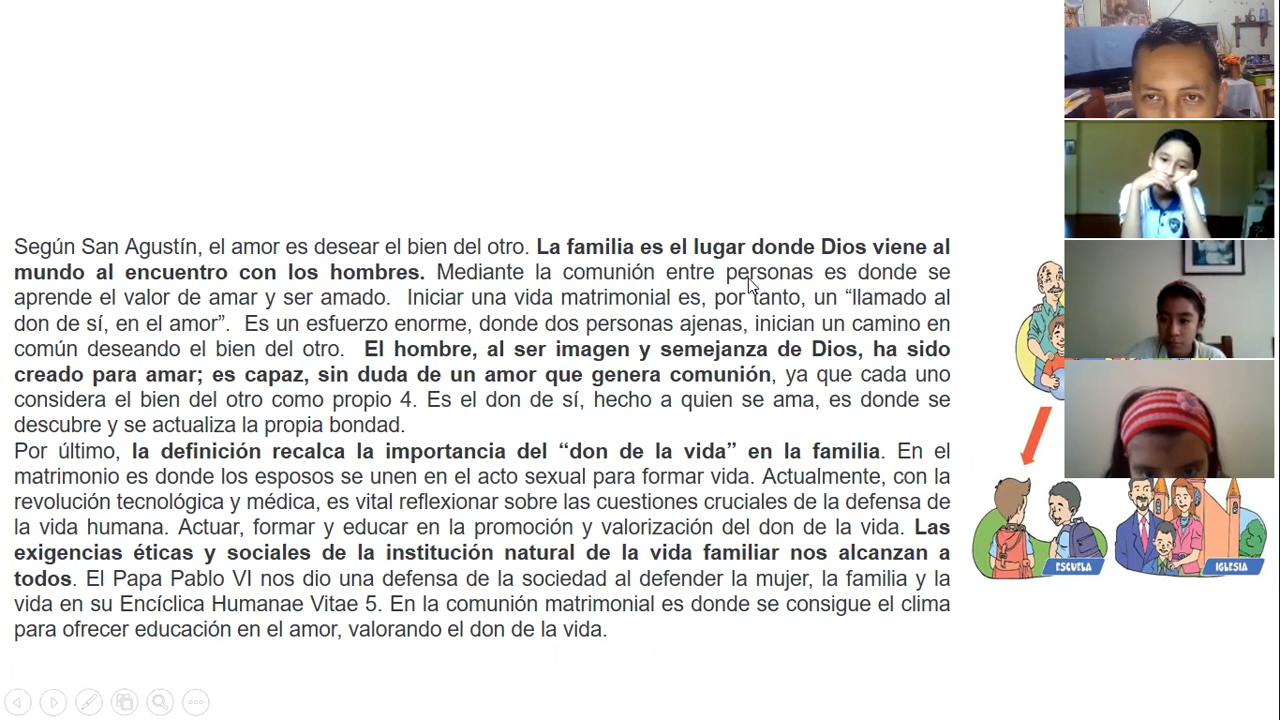 Según San Agustín, el amor es desear el bien del otro. La familia es el lugar donde Dios viene al
mundo al encuentro con los hombres. Mediante la comunión entre personas es donde se
aprende el valor de amar y ser amado. Iniciar una vida matrimonial es, por tanto, un “llamado al
don de sí, en el amor”. Es un esfuerzo enorme, donde dos personas ajenas, inician un camino en
común deseando el bien del otro. El hombre, al ser imagen y semejanza de Dios, ha sido
creado para amar; es capaz, sin duda de un amor que genera comunión, ya que cada uno
considera el bien del otro como propio 4. Es el don de sí, hecho a quien se ama, es donde se
descubre y se actualiza la propia bondad.
Por último, la definición recalca la importancia del “don de la vida” en la familia. En el
matrimonio es donde los esposos se unen en el acto sexual para formar vida. Actualmente, con la
revolución tecnológica y médica, es vital reflexionar sobre las cuestiones cruciales de la defensa de
la vida humana. Actuar, formar y educar en la promoción y valorización del don de la vida. Las
exigencias éticas y sociales de la institución natural de la vida familiar nos alcanzan a
todos. El Papa Pablo VI nos dio una defensa de la sociedad al defender la mujer, la familia y la
vida en su Encíclica Humanae Vitae 5. En la comunión matrimonial es donde se consigue el clima
para ofrecer educación en el amor, valorando el don de la vida.
ESCUELA
IGLESIA